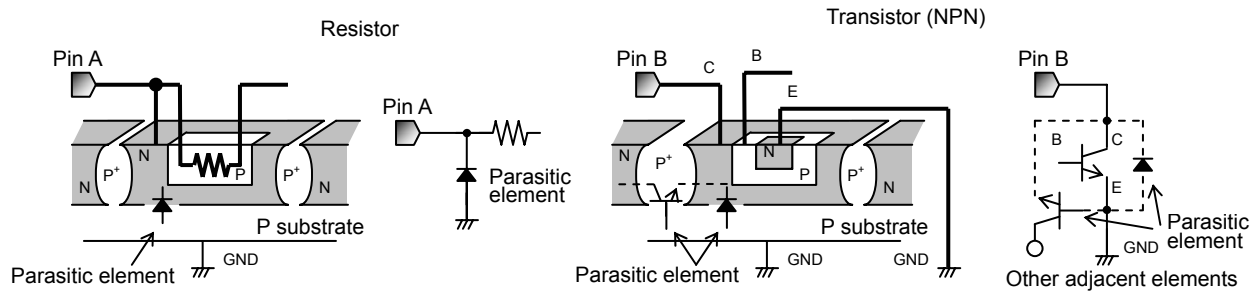 Resistor
Transistor (NPN)
Pin A
Pin B
C
B
E
Pin B
Pin A
N
P
N
P+
P+
N
Parasitic
element
P substrate
GND
Parasitic element
N
P+
N
P
P+
N
P substrate
GND
GND
Parasitic element
B
C
E
GND
Parasitic
element
Other adjacent elements